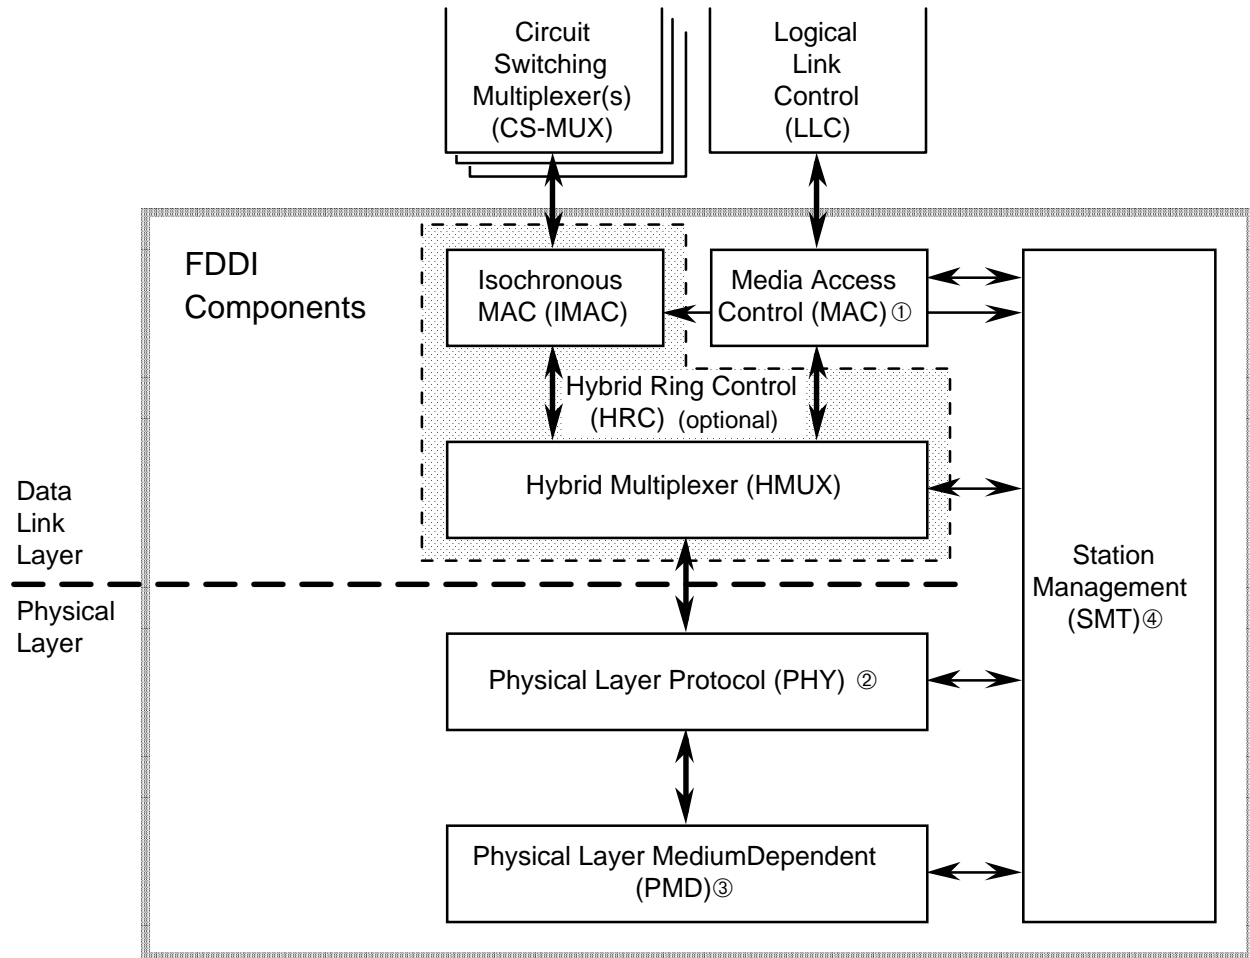 Circuit
Switching
Multiplexer(s)
(CS-MUX)
Logical
Link
Control
(LLC)
FDDI
Components
Isochronous
MAC (IMAC)
Media Access
Control (MAC)①
Hybrid Ring Control
(HRC) (optional)
Hybrid Multiplexer (HMUX)
Data
Link
Layer
Physical
Layer
Station
Management
(SMT)④
Physical Layer Protocol (PHY) ②
Physical Layer MediumDependent
(PMD)③